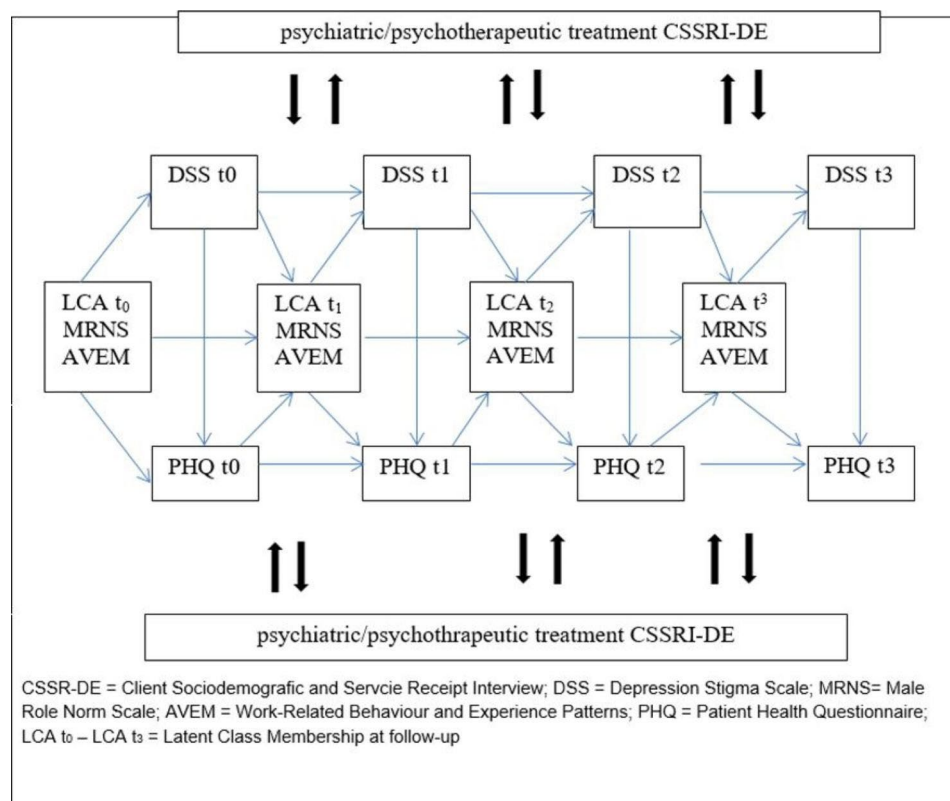 psychiatric/psychotherapeutic treatment CSSRI-DE
DSS t0
DSS t1
DSS t2
DSS t3
LCA t₀
MRNS
AVEM
LCA t₁
MRNS
AVEM
LCA t₂
MRNS
AVEM
LCA t³
MRNS
AVEM
PHQ t0
PHQ t1
PHQ t2
PHQ t3
psychiatric/psychothrapeutic treatment CSSRI-DE
CSSR-DE = Client Sociodemografic and Servcie Receipt Interview; DSS = Depression Stigma Scale; MRNS= Male
Role Norm Scale; AVEM = Work-Related Behaviour and Experience Patterns; PHQ = Patient Health Questionnaire;
LCA t₀ – LCA t₃ = Latent Class Membership at follow-up